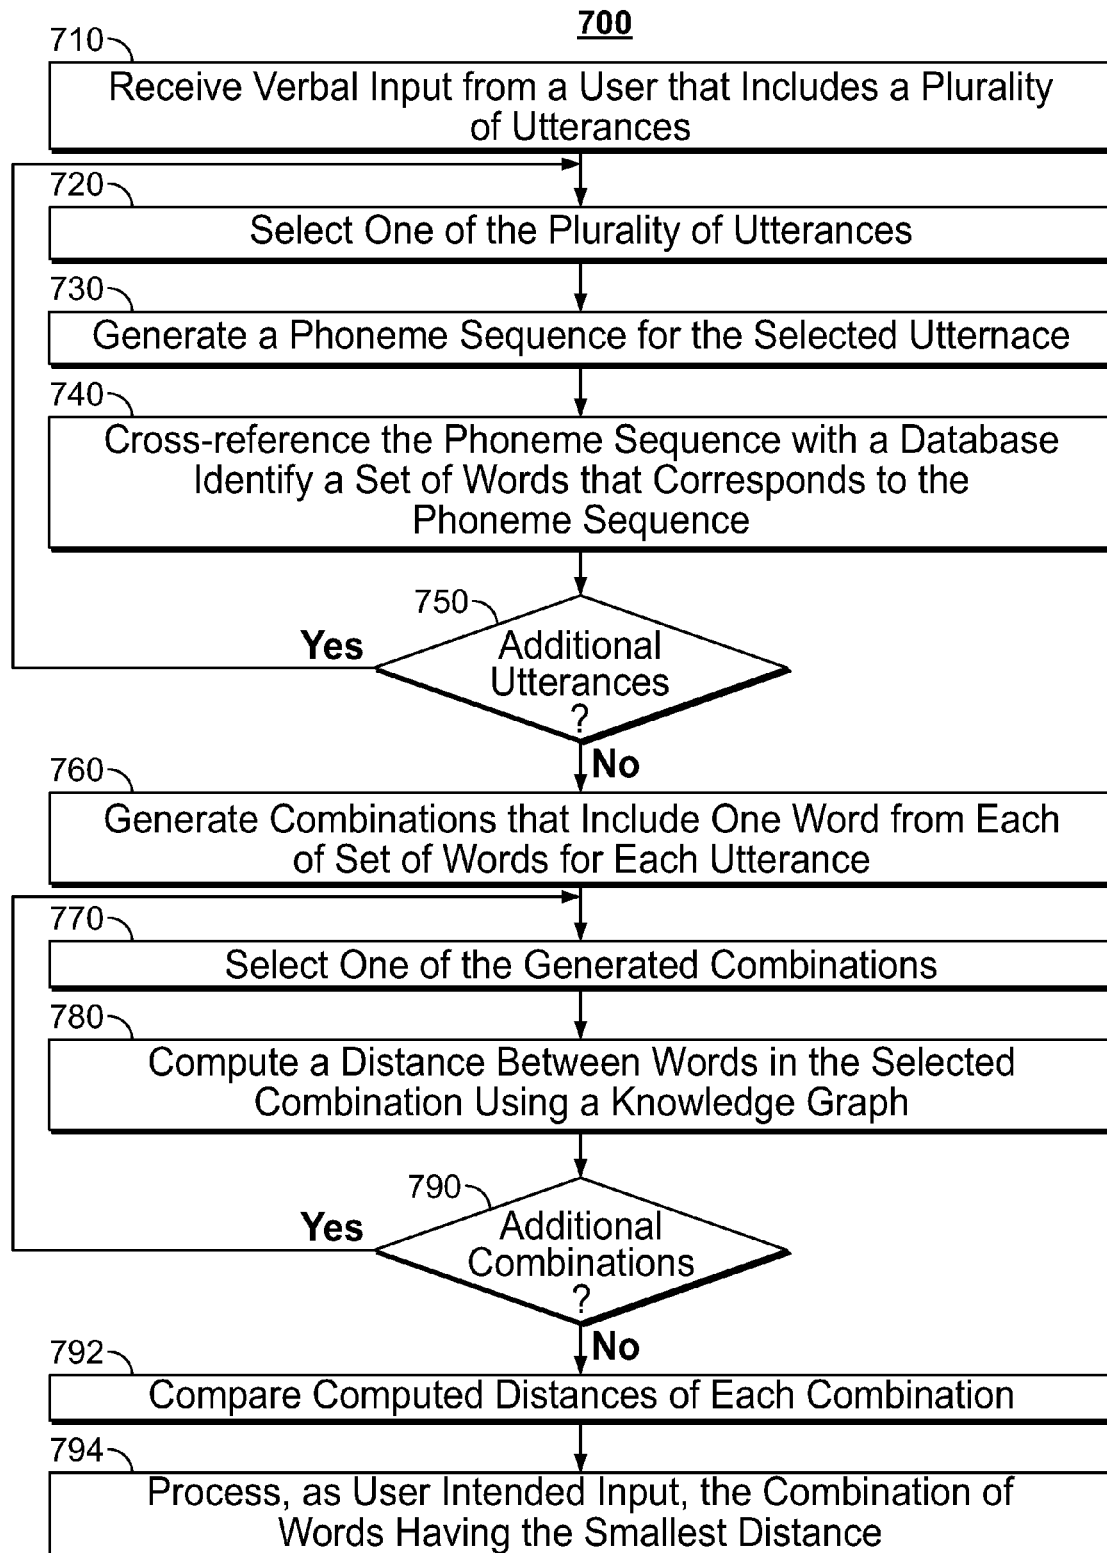 700
710
Receive Verbal Input from a User that Includes a Plurality
of Utterances
720
Select One of the Plurality of Utterances
730
Generate a Phoneme Sequence for the Selected Utternace
740
Cross-reference the Phoneme Sequence with a Database
Identify a Set of Words that Corresponds to the
Phoneme Sequence
750
Yes
Additional
Utterances
?
No
760
Generate Combinations that Include One Word from Each
of Set of Words for Each Utterance
770
Select One of the Generated Combinations
780
Compute a Distance Between Words in the Selected
Combination Using a Knowledge Graph
790
Yes
Additional
Combinations
?
No
792
Compare Computed Distances of Each Combination
794
Process, as User Intended Input, the Combination of
Words Having the Smallest Distance